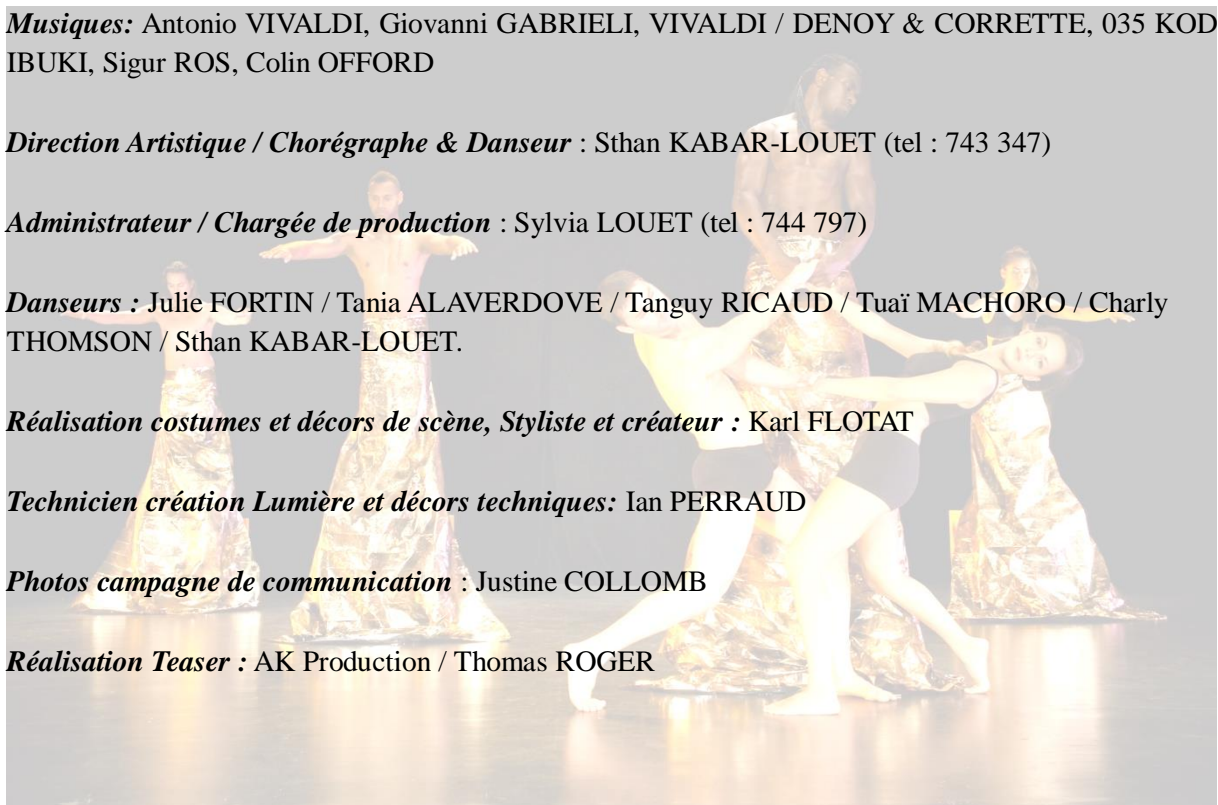 Musiques: Antonio VIVALDI, Giovanni GABRIELI, VIVALDI / DENOY & CORRETTE, 035 KOD
IBUKI, Sigur ROS, Colin OFFORD
Direction Artistique / Chorégraphe & Danseur : Sthan KABAR-LOUET (tel : 743 347)
Administrateur / Chargée de production : Sylvia LOUET (tel : 744 797)
Danseurs : Julie FORTIN / Tania ALAVERDOVE / Tanguy RICAUD / Tuaï MACHORO / Charly
THOMSON / Sthan KABAR-LOUET.
Réalisation costumes et décors de scène, Styliste et créateur : Karl FLOTAT
Technicien création Lumière et décors techniques: Ian PERRAUD
Photos campagne de communication : Justine COLLOMB
Réalisation Teaser : AK Production / Thomas ROGER